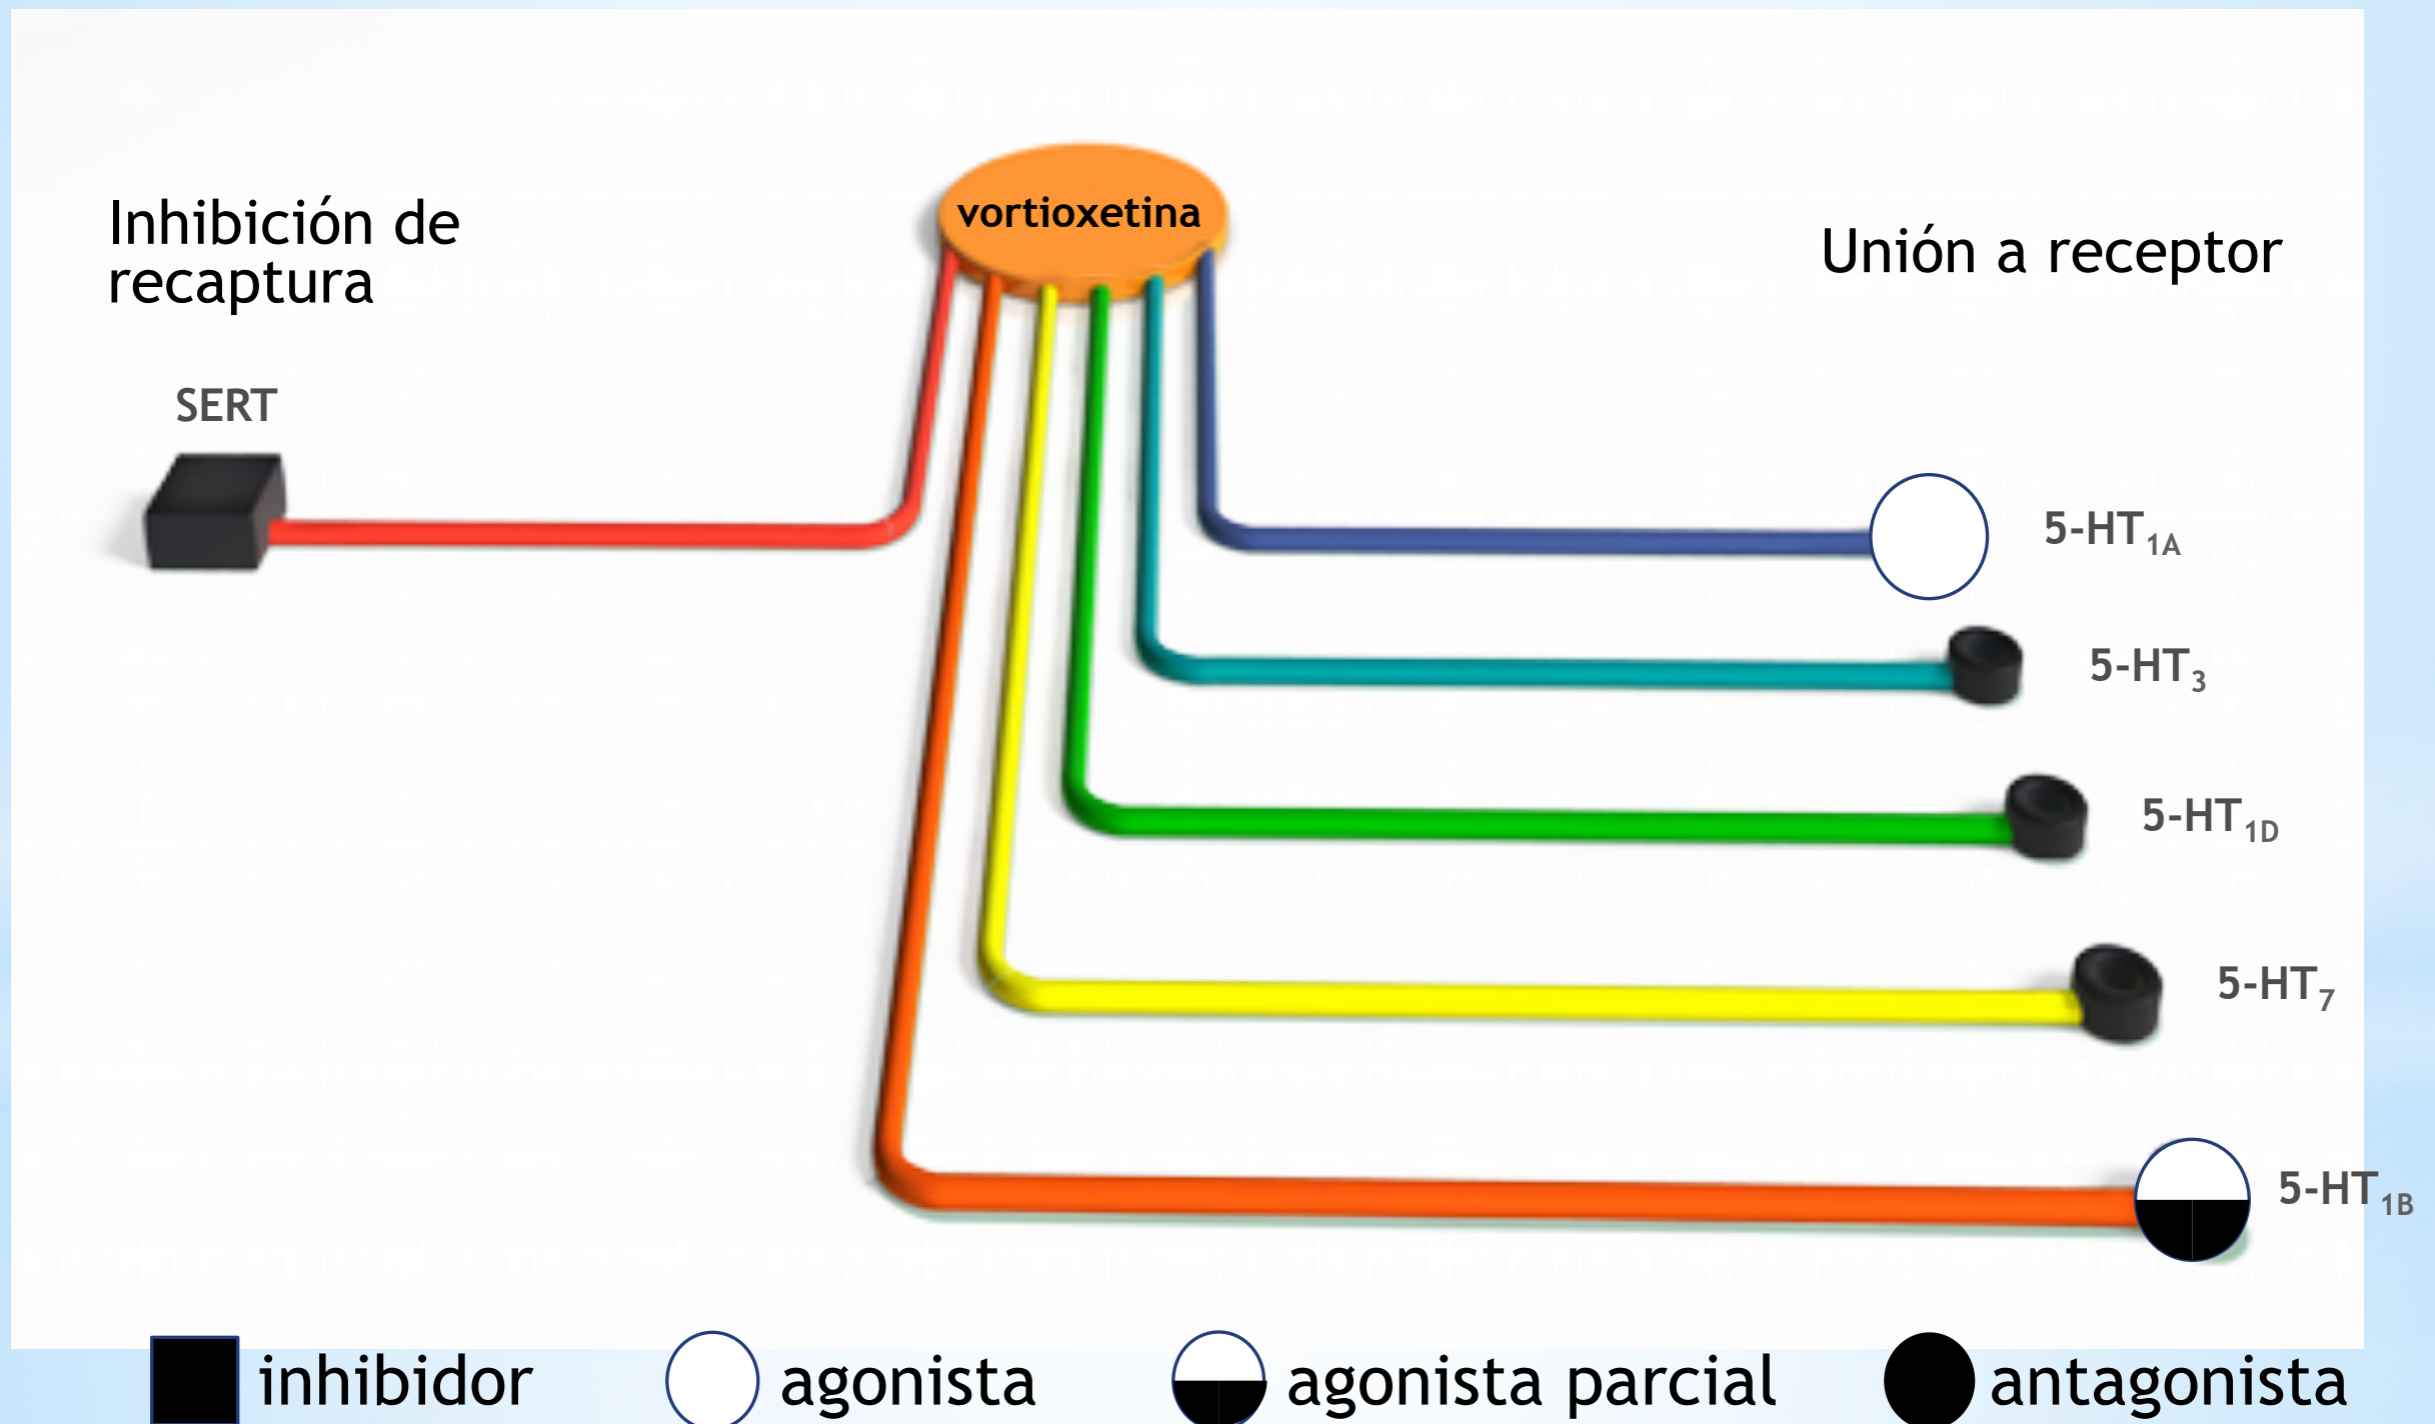 vortioxetina
Inhibición de
recaptura
Unión a receptor
SERT
5-HT1A
5-HT3
5-HT1D
5-HT7
5-HT1B
inhibidor
agonista
agonista parcial
antagonista